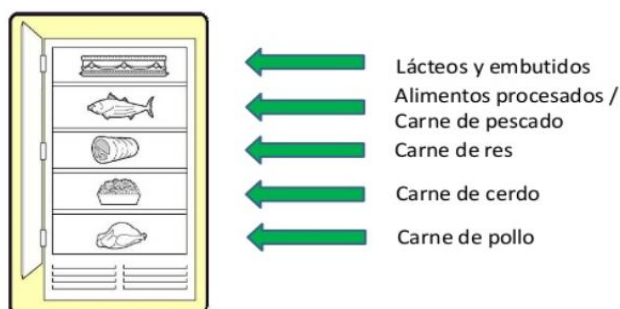 Lácteos y embutidos
Alimentos procesados /
Carne de pescado
Carne de res
Carne de cerdo
Carne de pollo